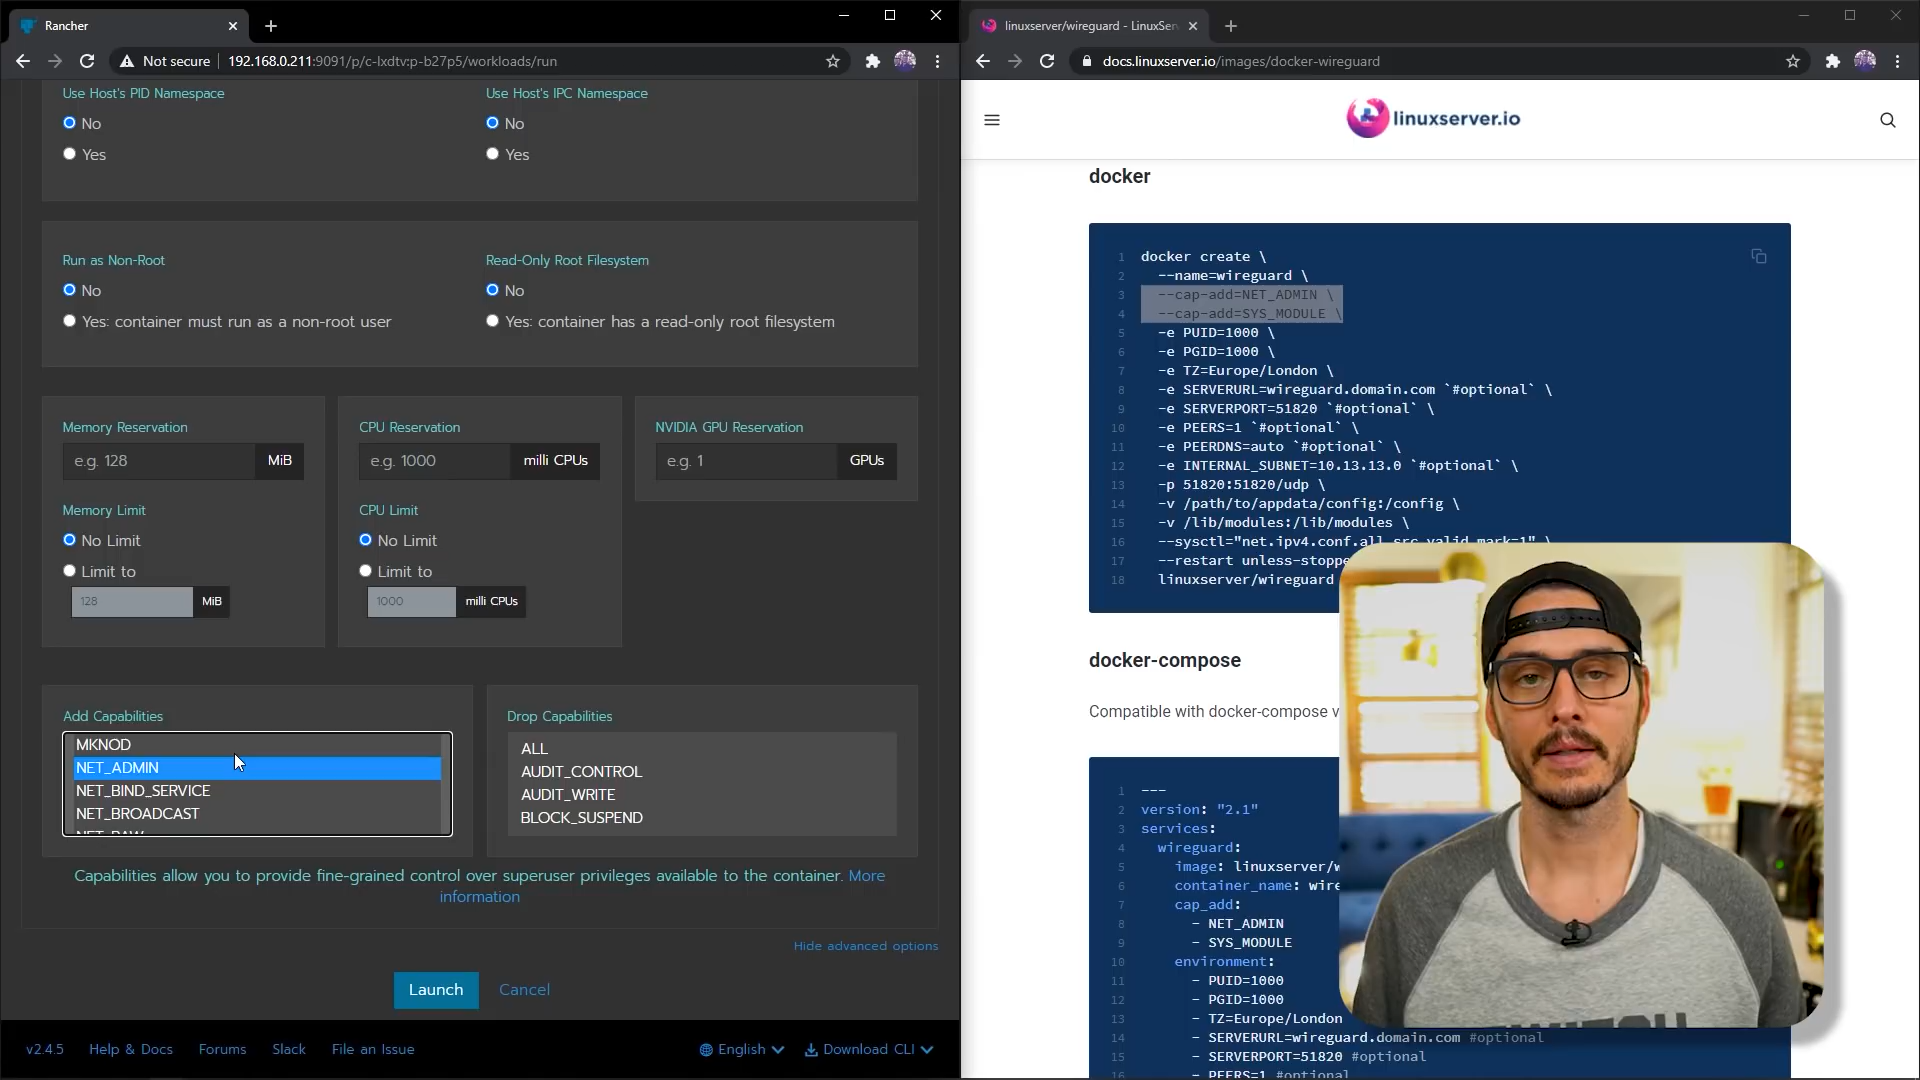 Rancher
Not secure
192.168.0.211:9091/p/c-lxdtv:p-b27p5/workloads/run
Use Host's PID Namespace
Use Host's IPC Namespace
No
No
Yes
Yes
Run as Non-Root
Read-Only Root Filesystem
No
No
Yes: container must run as a non-root user
Yes: container has a read-only root filesystem
Memory Reservation
CPU Reservation
NVIDIA GPU Reservation
e.g. 128
MiB
e.g. 1000
milli CPUs
e.g. 1
GPUs
Memory Limit
CPU Limit
No Limit
No Limit
Limit to
Limit to
128
MiB
1000
milli CPUs
Add Capabilities
Drop Capabilities
MKNOD
NET_ADMIN
NET_BIND_SERVICE
NET_BROADCAST
NET_RAW
ALL
AUDIT_CONTROL
AUDIT_WRITE
BLOCK_SUSPEND
Capabilities allow you to provide fine-grained control over superuser privileges available to the container. More
information
Hide advanced options
Launch
Cancel
v2.4.5
Help & Docs
Forums
Slack
File an Issue
English
Download CLI
linuxserver/wireguard - LinuxSer
docs.linuxserver.io/images/docker-wireguard
linuxserver.io
docker
1 docker create \
2 --name=wireguard \
3 --cap-add=NET_ADMIN \
4 --cap-add=SYS_MODULE \
5 -e PUID=1000 \
6 -e PGID=1000 \
7 -e TZ=Europe/London \
8 -e SERVERURL=wireguard.domain.com `#optional` \
9 -e SERVERPORT=51820 `#optional` \
10 -e PEERS=1 `#optional` \
11 -e PEERDNS=auto `#optional` \
12 -e INTERNAL_SUBNET=10.13.13.0 `#optional` \
13 -p 51820:51820/udp \
14 -v /path/to/appdata/config:/config \
15 -v /lib/modules:/lib/modules \
16 --sysctl="net.ipv4.conf.all.src_valid_mark=1" \
17 --restart unless-stoppe
18 linuxserver/wireguard
docker-compose
Compatible with docker-compose v
1 ---
2 version: "2.1"
3 services:
4 wireguard:
5 image: linuxserver/w
6 container_name: wire
7 cap_add:
8 - NET_ADMIN
9 - SYS_MODULE
10 environment:
11 - PUID=1000
12 - PGID=1000
13 - TZ=Europe/London
14 - SERVERURL=wireguard.domain.com #optional
15 - SERVERPORT=51820 #optional
16 - PEERS=1 #optional